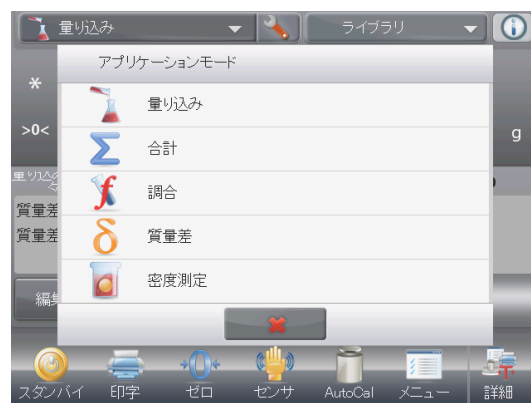 量り込み
ライブラリ
アプリケーションモード
*
>0<
g
量り込み
合計
調合
質量差
密度測定
質量差
質量差
編集
スタンバイ
印字
ゼロ
センサ
AutoCal
メニュー
詳細